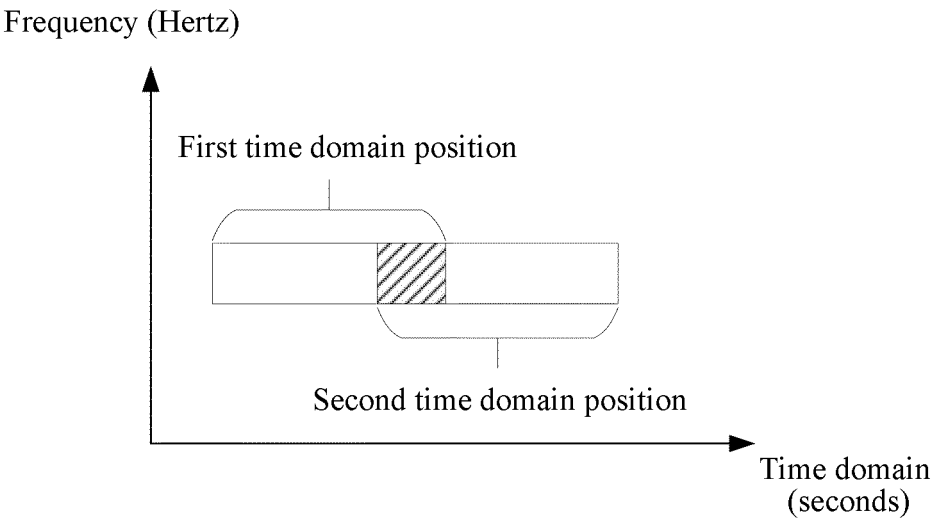 Frequency (Hertz)
First time domain position
Second time domain position
Time domain
(seconds)